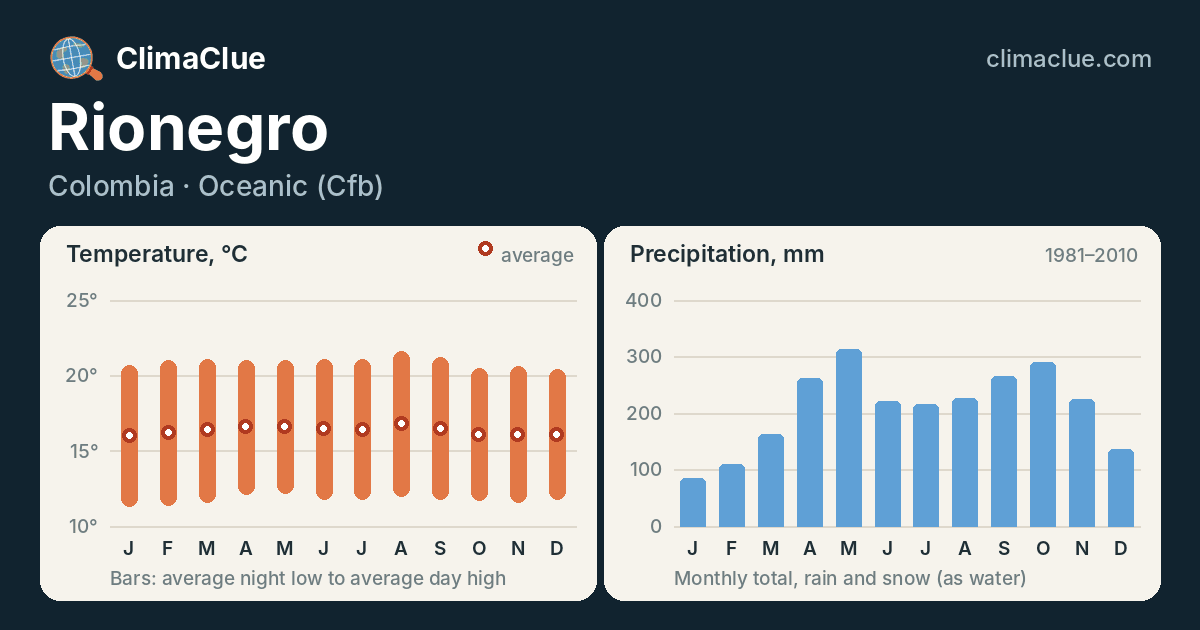 ClimaClue
climaclue.com
Rionegro
Colombia · Oceanic (Cfb)
Temperature, °C
average
25°
20°
15°
10°
J F M A M J J A S O N D
Bars: average night low to average day high
Precipitation, mm
1981–2010
400
300
200
100
0
J F M A M J J A S O N D
Monthly total, rain and snow (as water)